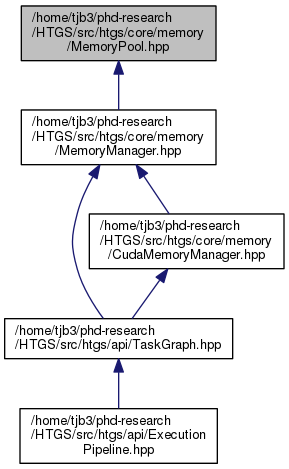 /home/tjb3/phd-research
/HTGS/src/htgs/core/memory
/MemoryPool.hpp
/home/tjb3/phd-research
/HTGS/src/htgs/core/memory
/MemoryManager.hpp
/home/tjb3/phd-research
/HTGS/src/htgs/core/memory
/CudaMemoryManager.hpp
/home/tjb3/phd-research
/HTGS/src/htgs/api/TaskGraph.hpp
/home/tjb3/phd-research
/HTGS/src/htgs/api/Execution
Pipeline.hpp